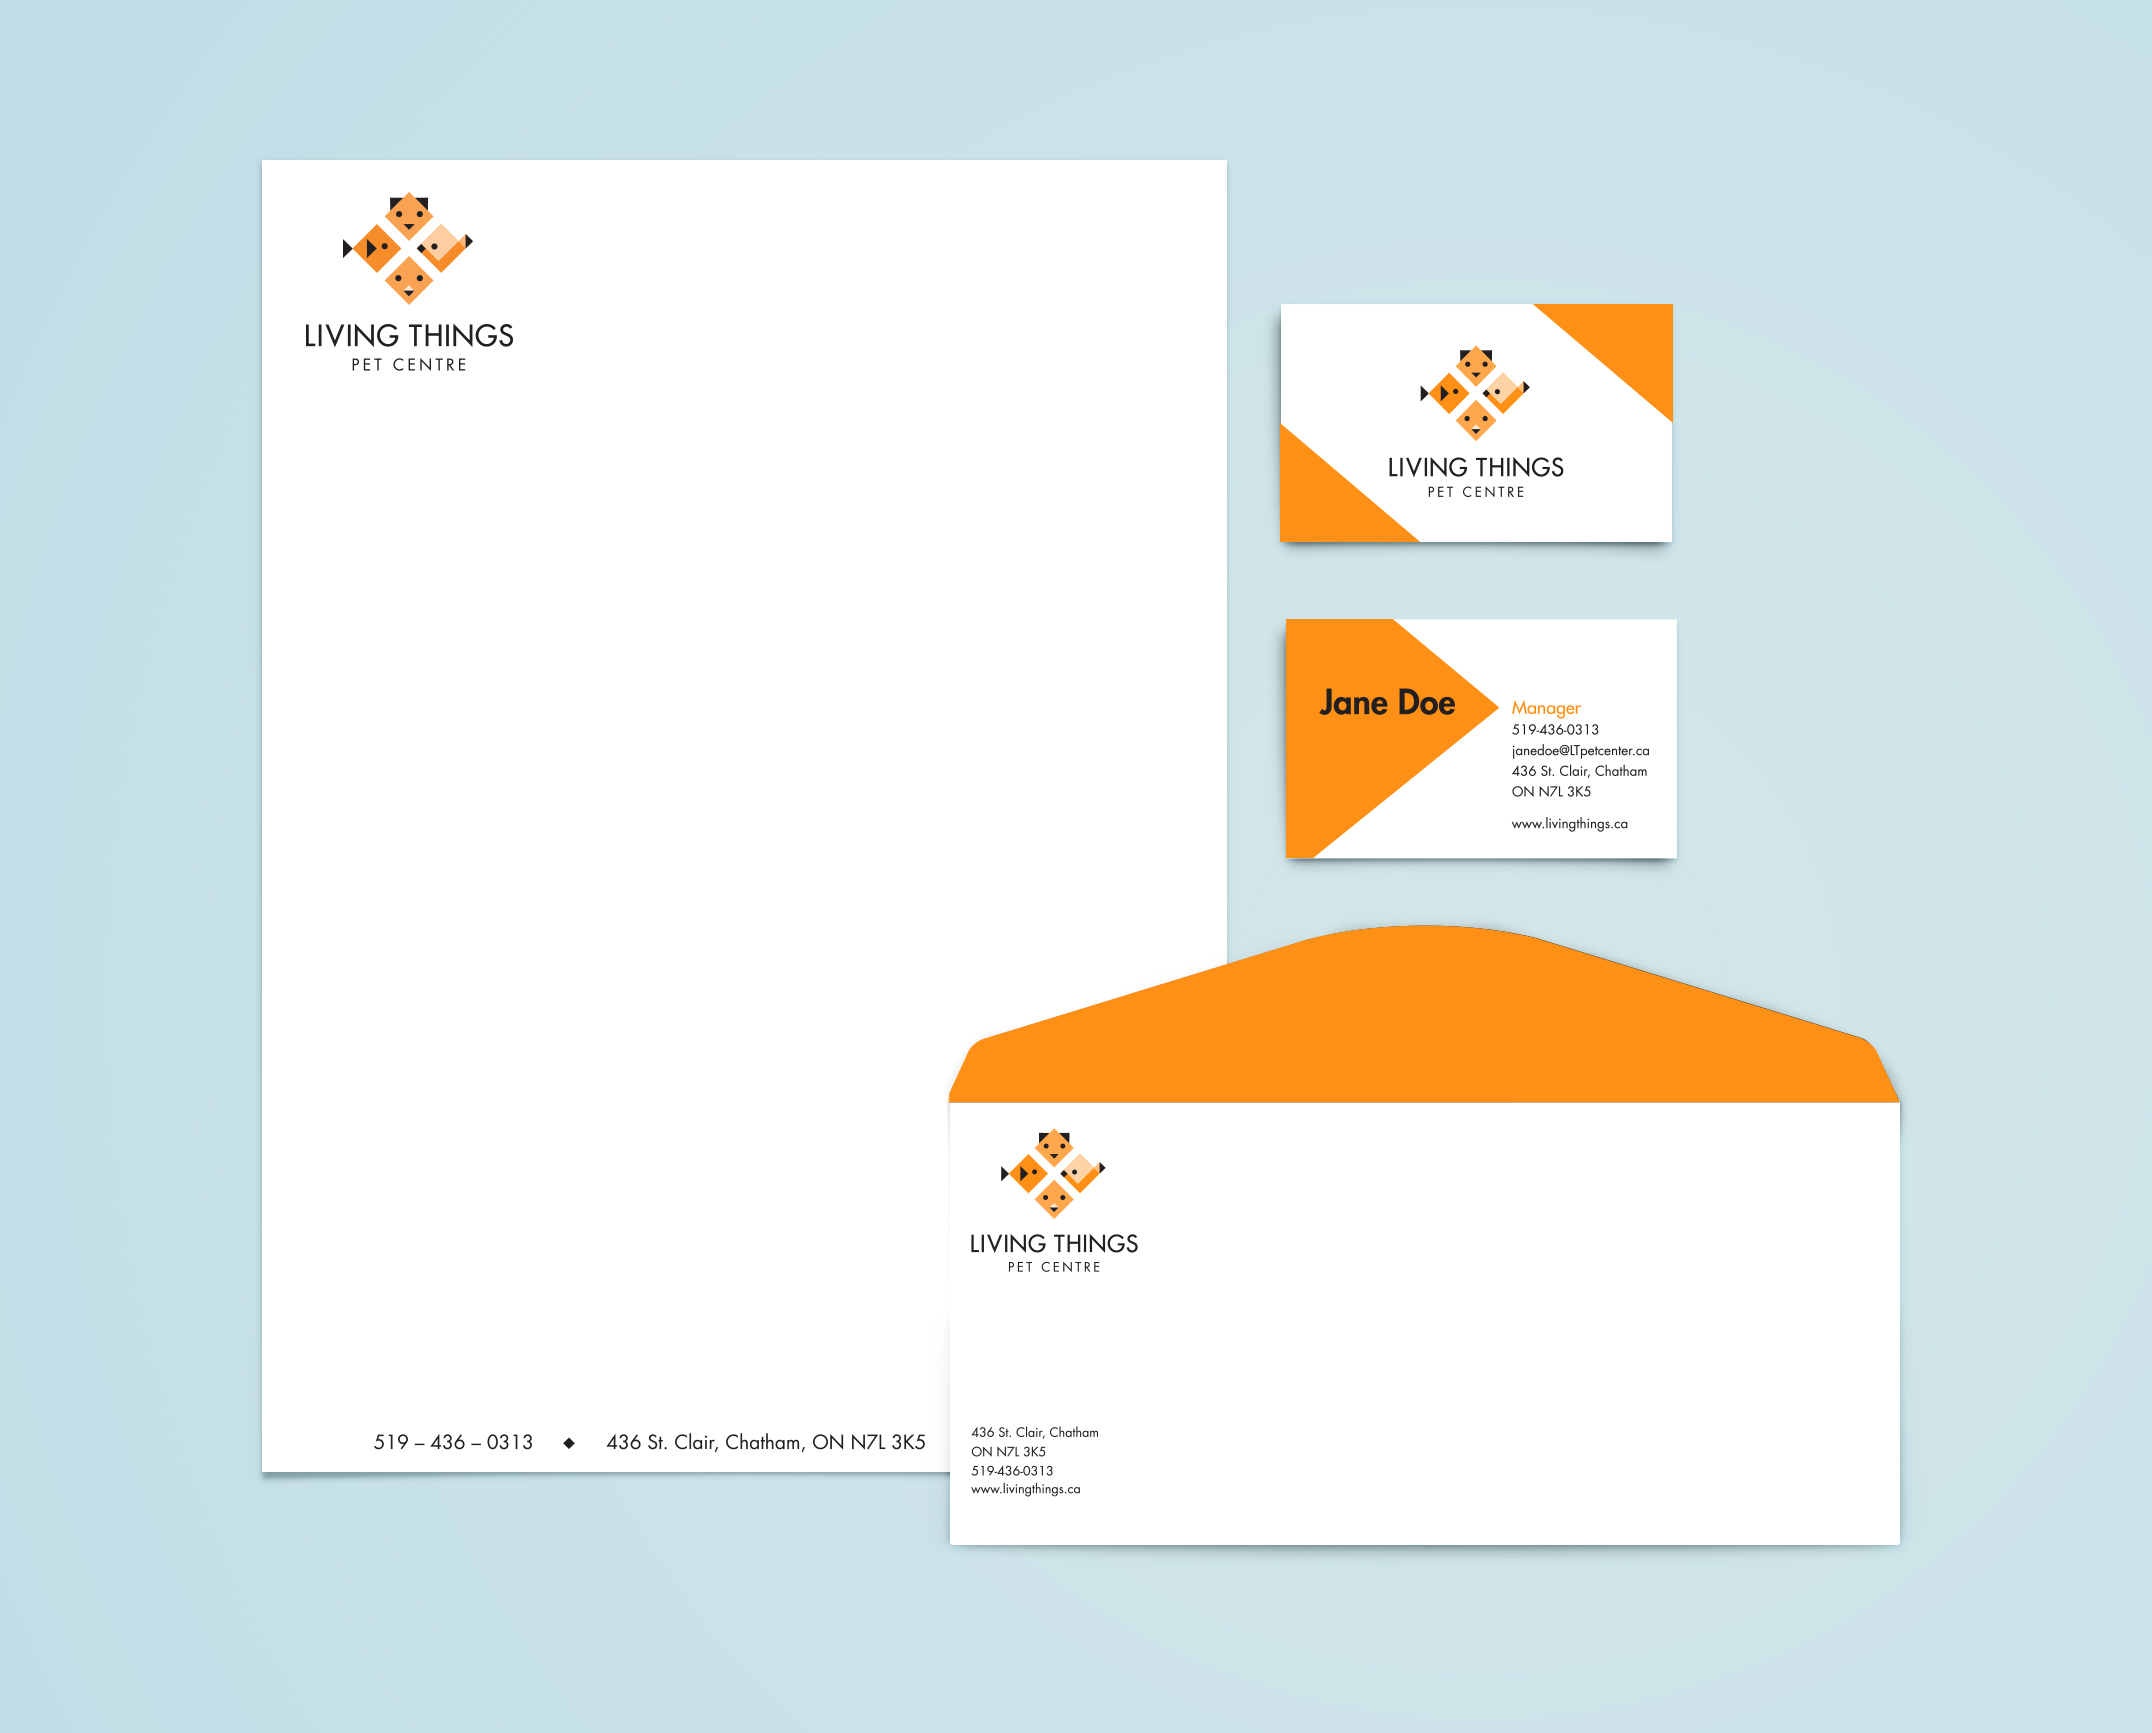 LIVING THINGS
PET CENTRE
519 – 436 – 0313 ◆ 436 St. Clair, Chatham, ON N7L 3K5
LIVING THINGS
PET CENTRE
Jane Doe
Manager
519-436-0313
janedoe@LTpetcenter.ca
436 St. Clair, Chatham
ON N7L 3K5
www.livingthings.ca
LIVING THINGS
PET CENTRE
436 St. Clair, Chatham
ON N7L 3K5
519-436-0313
www.livingthings.ca